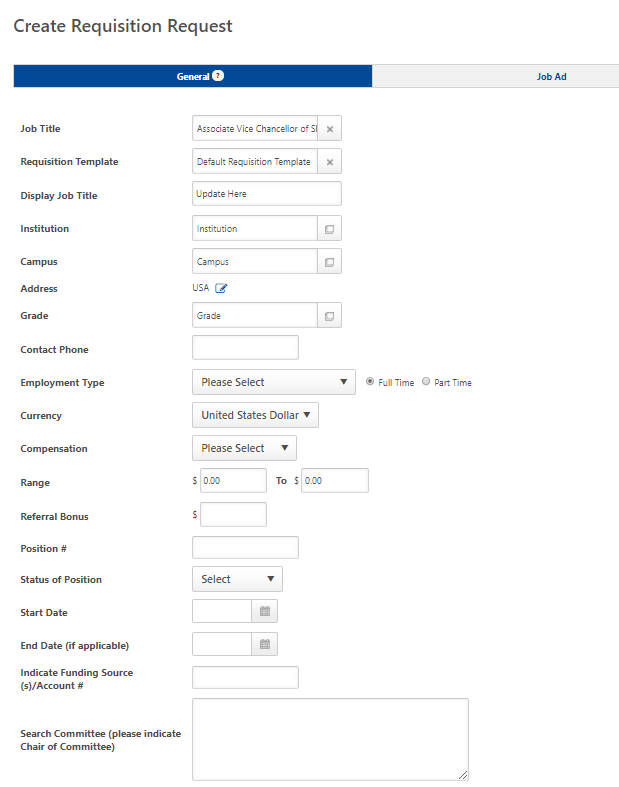 Create Requisition Request
General ?
Job Ad
Job Title Associate Vice Chancellor of
Requisition Template Default Requisition Template
Display Job Title Update Here
Institution Institution
Campus Campus
Address USA
Grade Grade
Contact Phone
Employment Type Please Select Full Time Part Time
Currency United States Dollar
Compensation Please Select
Range $ 0.00 To $ 0.00
Referral Bonus $
Position #
Status of Position Select
Start Date
End Date (if applicable)
Indicate Funding Source
(s)/Account #
Search Committee (please indicate
Chair of Committee)